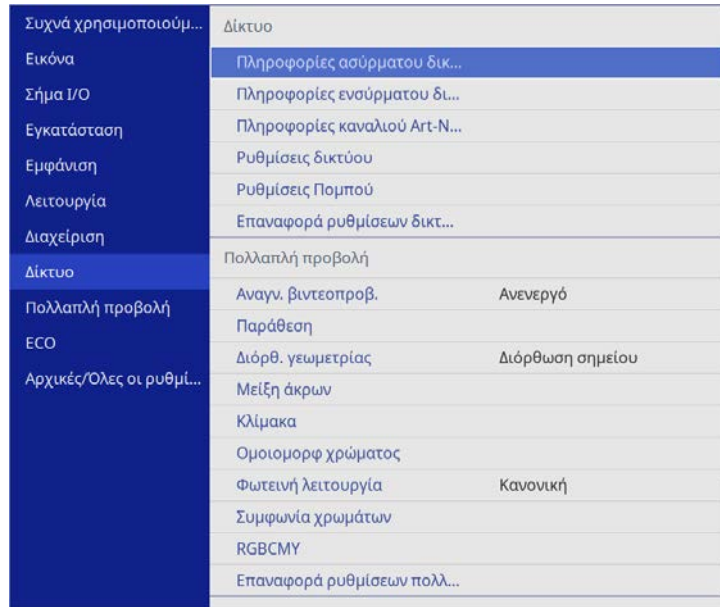 Συχνά χρησιμοποιούμ...
Εικόνα
Σήμα I/O
Εγκατάσταση
Εμφάνιση
Λειτουργία
Διαχείριση
Δίκτυο
Πολλαπλή προβολή
ECO
Αρχικές/Όλες οι ρυθμί...
Δίκτυο
Πληροφορίες ασύρματου δικ...
Πληροφορίες ενσύρματου δι...
Πληροφορίες καναλιού Art-N...
Ρυθμίσεις δικτύου
Ρυθμίσεις Πομπού
Επαναφορά ρυθμίσεων δικτ...
Πολλαπλή προβολή
Αναγν. βιντεοπροβ. Ανενεργό
Παράθεση
Διόρθ. γεωμετρίας Διόρθωση σημείου
Μείξη άκρων
Κλίμακα
Ομοιομορφ χρώματος
Φωτεινή λειτουργία Κανονική
Συμφωνία χρωμάτων
RGBCMY
Επαναφορά ρυθμίσεων πολλ...